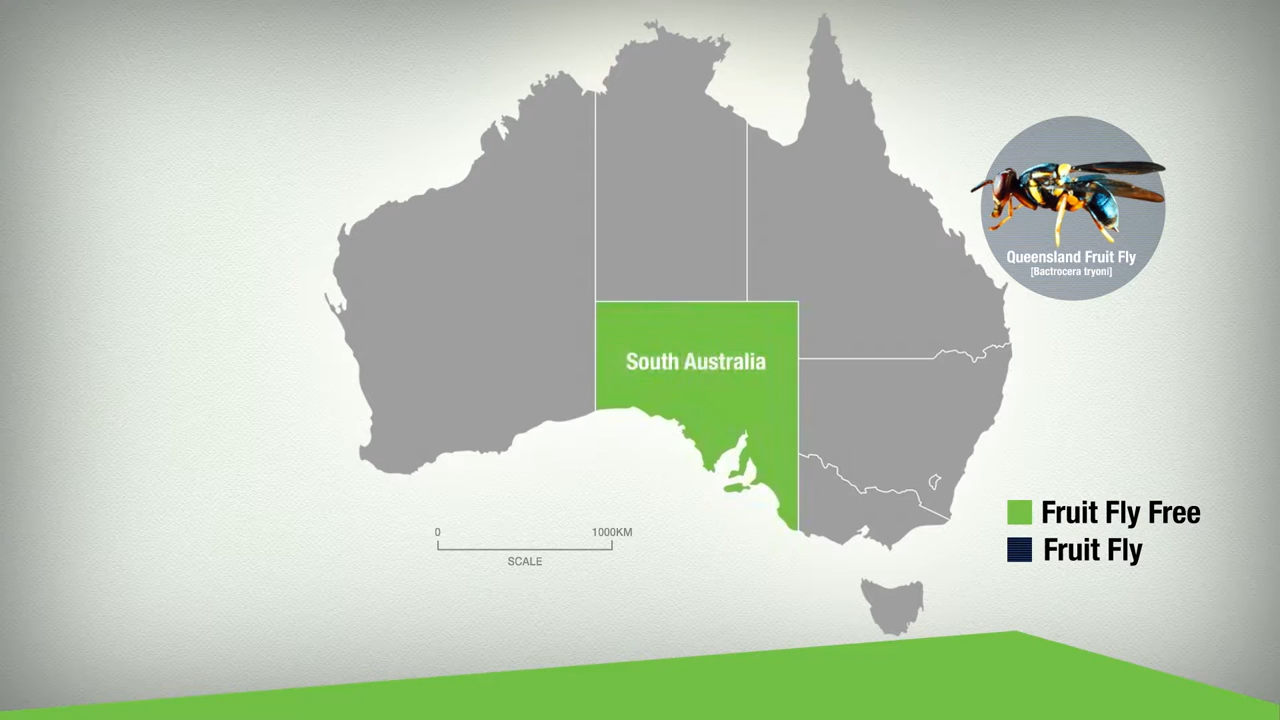 Queensland Fruit Fly
[Bactrocera tryoni]
South Australia
Fruit Fly Free
Fruit Fly
0 1000KM
SCALE